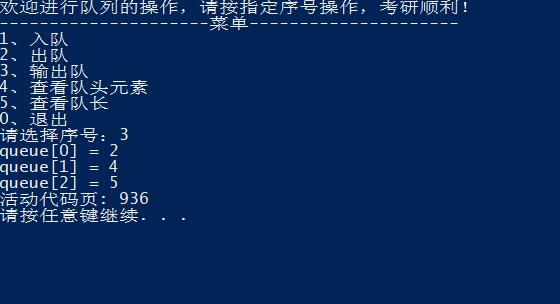 欢迎进行队列的操作，请按指定序号操作，考研顺利！
---------------------菜单---------------------
1、入队
2、出队
3、输出队
4、查看队头元素
5、查看队长
0、退出
请选择序号：3
queue[0] = 2
queue[1] = 4
queue[2] = 5
活动代码页: 936
请按任意键继续. . .